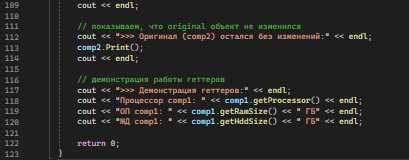 109 cout << endl;
110
111 // показываем, что original объект не изменился
112 cout << ">>> Оригинал (comp2) остался без изменений:" << endl;
113 comp2.Print();
114 cout << endl;
115
116 // демонстрация работы геттеров
117 cout << ">>> Демонстрация геттеров:" << endl;
118 cout << "Процессор comp1: " << comp1.getProcessor() << endl;
119 cout << "ОП comp1: " << comp1.getRamSize() << " ГБ" << endl;
120 cout << "ЖД comp1: " << comp1.getHddSize() << " ГБ" << endl;
121
122 return 0;
123 }